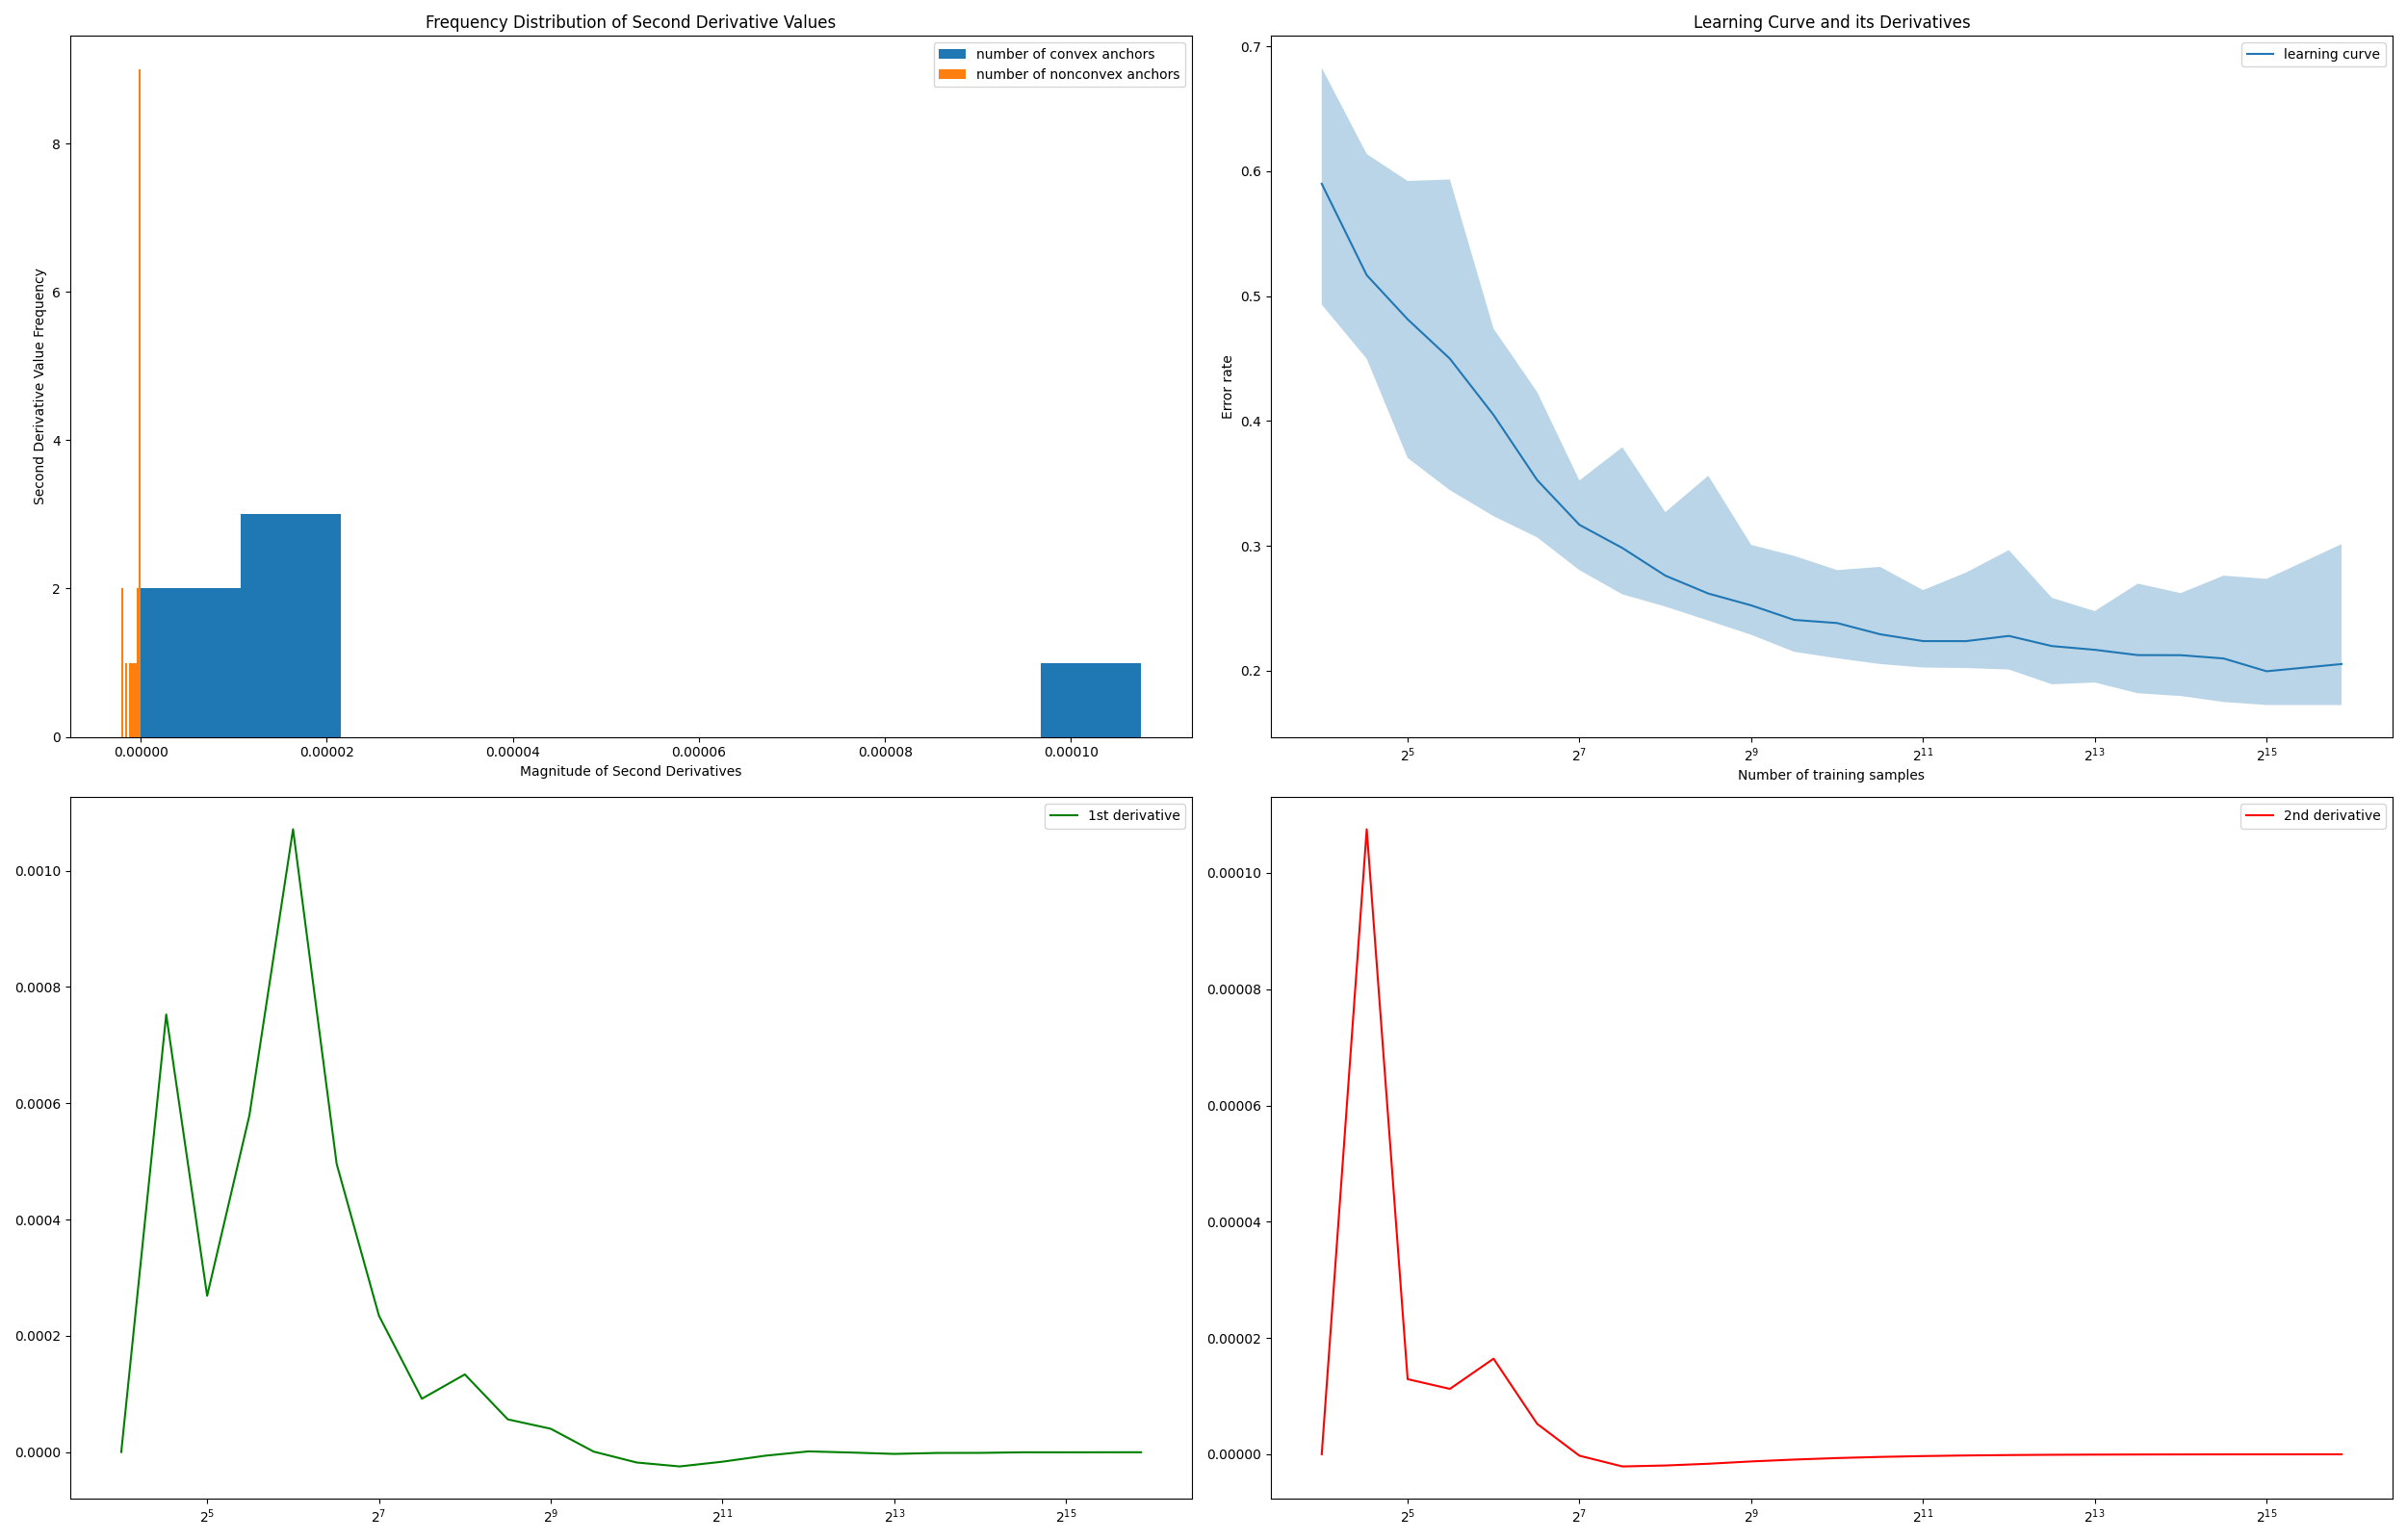 Frequency Distribution of Second Derivative Values
number of convex anchors
number of nonconvex anchors
Second Derivative Value Frequency
8
6
4
2
0
0.00000 0.00002 0.00004 0.00006 0.00008 0.00010
Magnitude of Second Derivatives
Learning Curve and its Derivatives
learning curve
Error rate
0.7
0.6
0.5
0.4
0.3
0.2
2^5 2^7 2^9 2^11 2^13 2^15
Number of training samples
1st derivative
0.0010
0.0008
0.0006
0.0004
0.0002
0.0000
2^5 2^7 2^9 2^11 2^13 2^15
2nd derivative
0.00010
0.00008
0.00006
0.00004
0.00002
0.00000
2^5 2^7 2^9 2^11 2^13 2^15